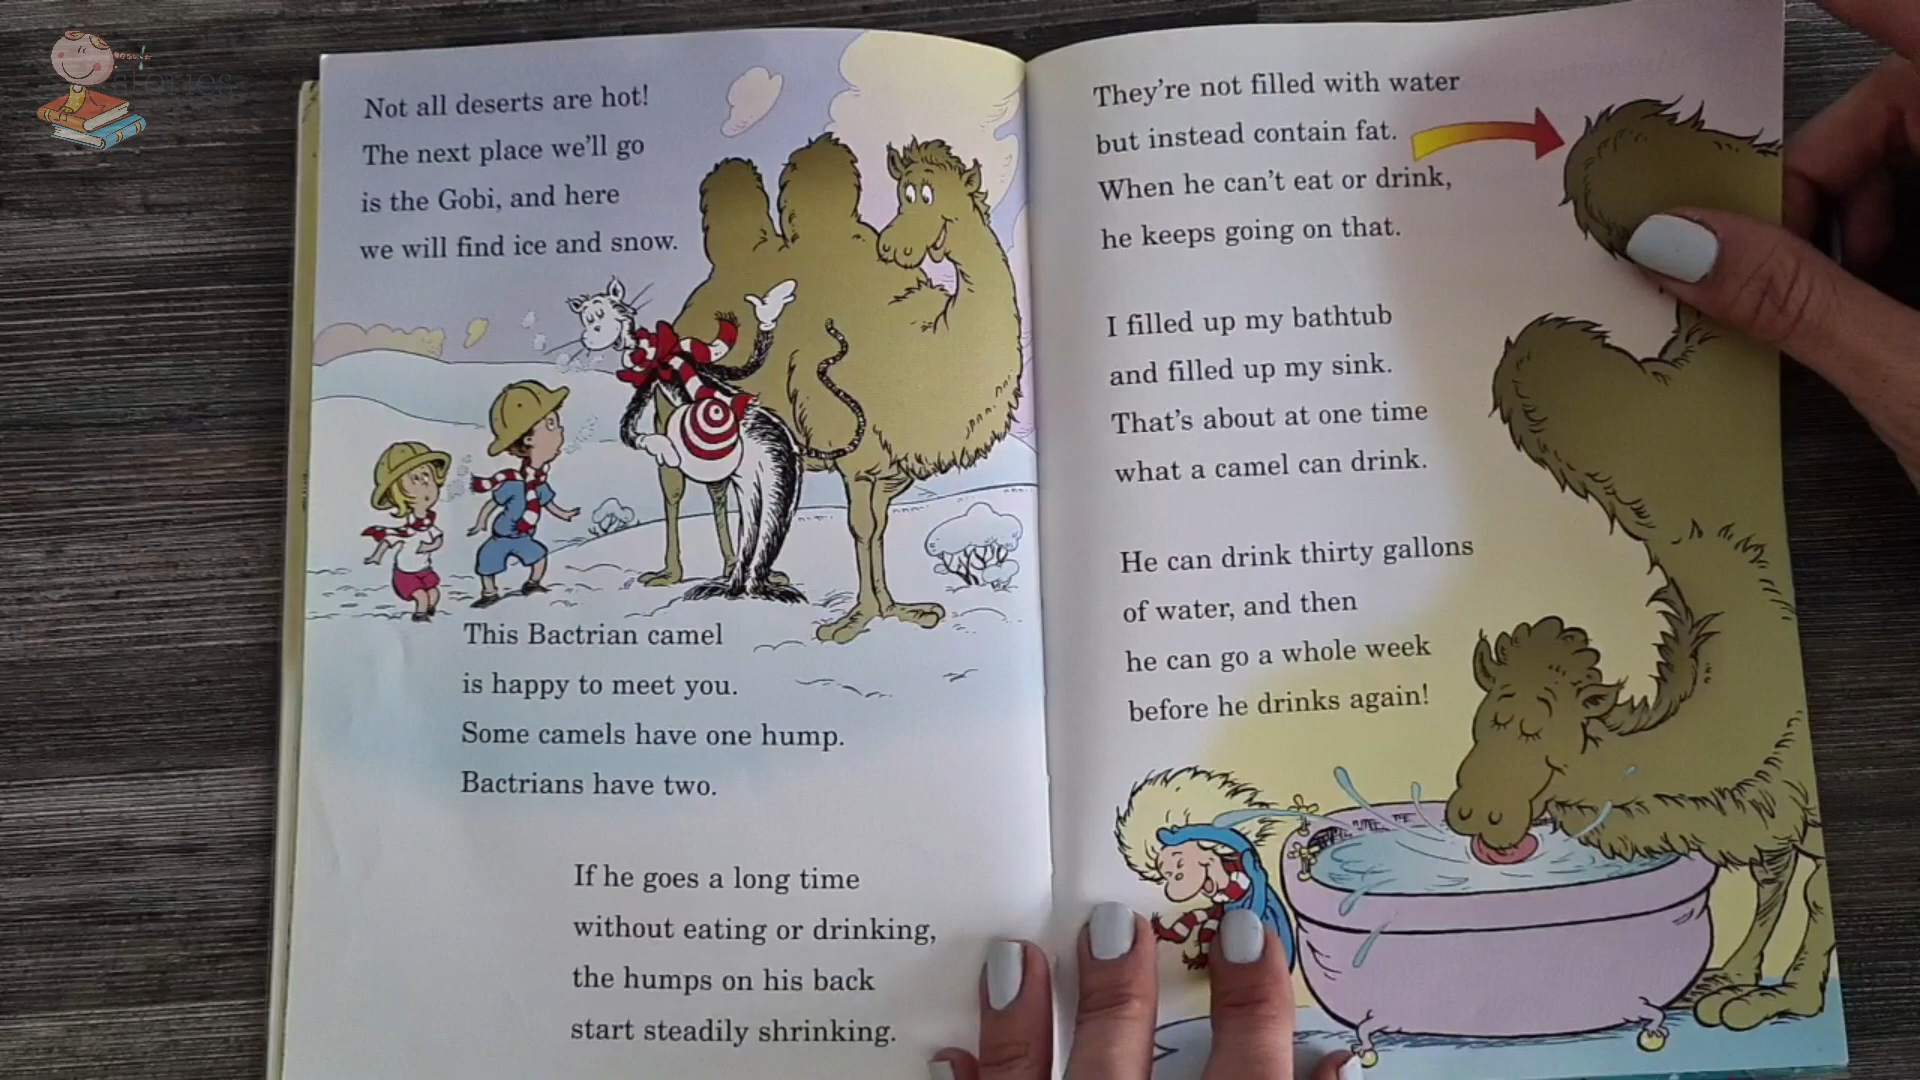 stories
Not all deserts are hot!
The next place we'll go
is the Gobi, and here
we will find ice and snow.
This Bactrian camel
is happy to meet you.
Some camels have one hump.
Bactrians have two.
If he goes a long time
without eating or drinking,
the humps on his back
start steadily shrinking.
They're not filled with water
but instead contain fat.
When he can't eat or drink,
he keeps going on that.
I filled up my bathtub
and filled up my sink.
That's about at one time
what a camel can drink.
He can drink thirty gallons
of water, and then
he can go a whole week
before he drinks again!